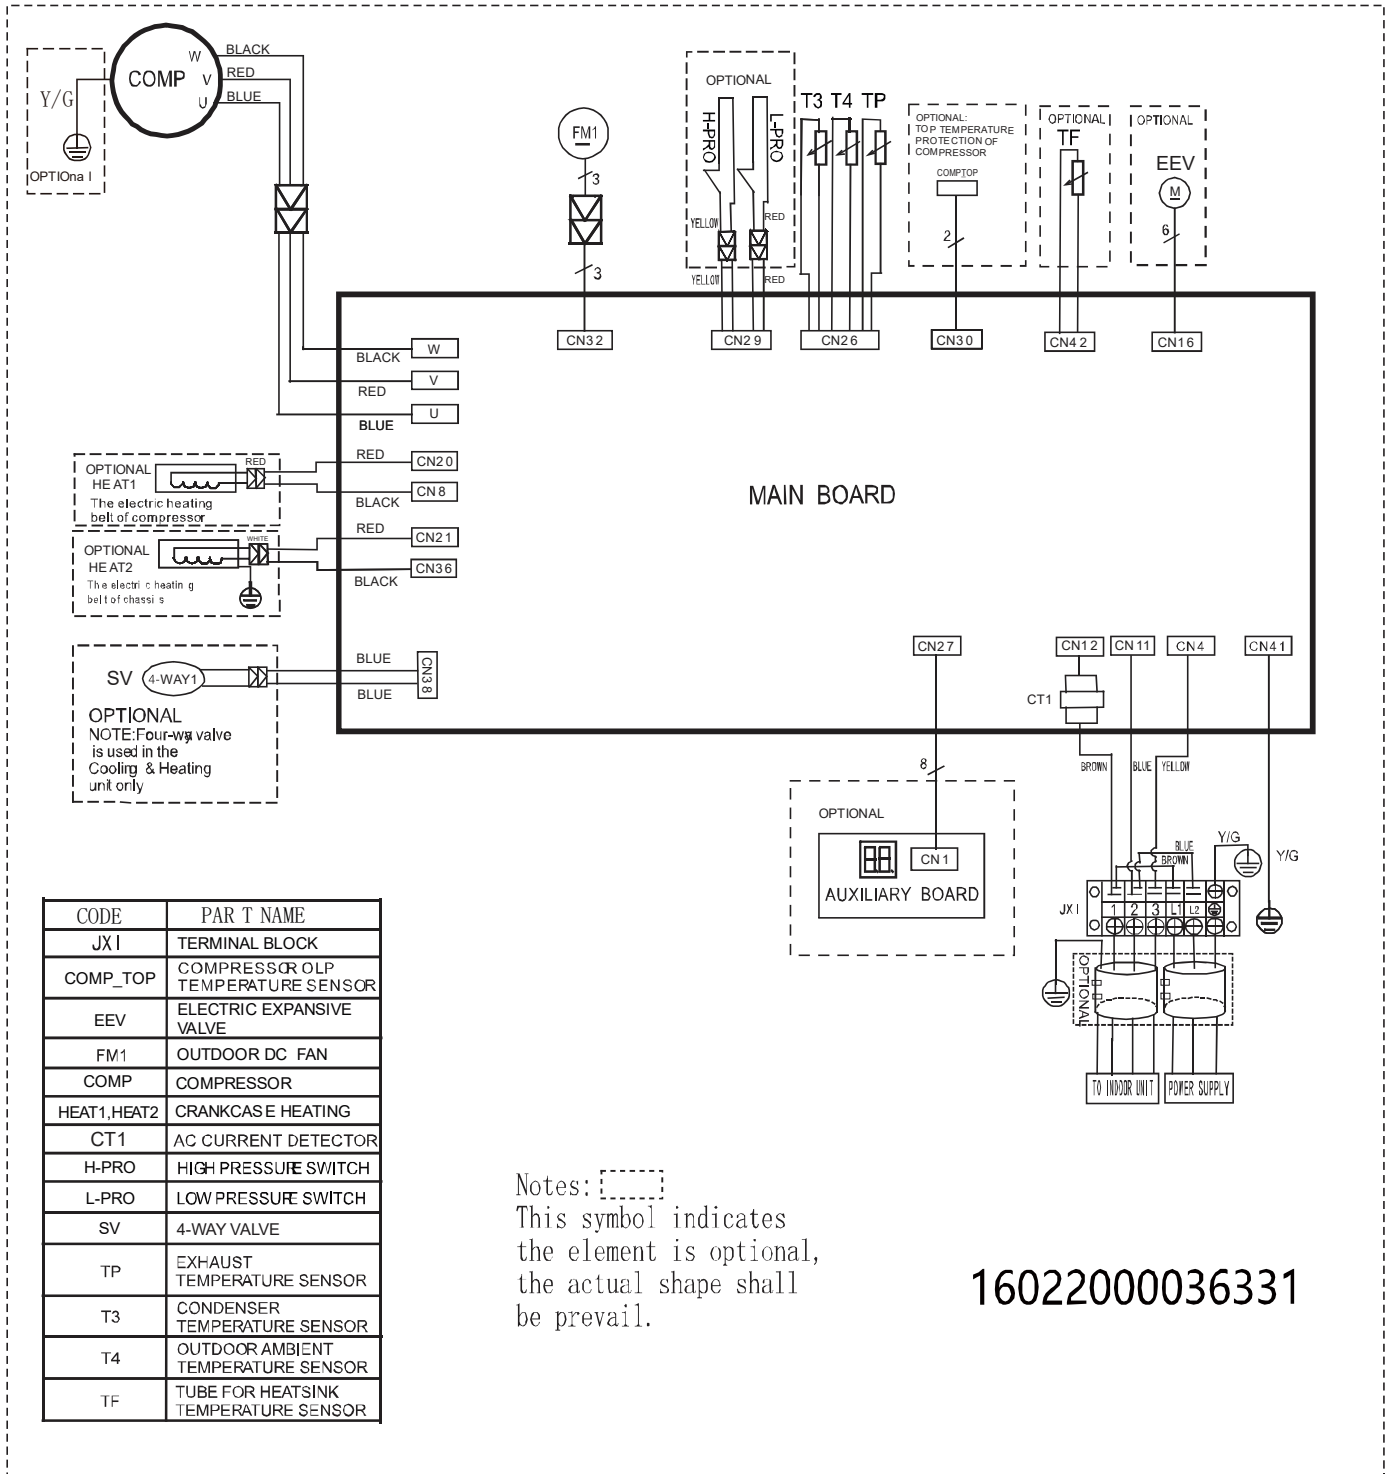 BLACK
RED
BLUE
W
V
U
COMP
Y/G
OPTIOnal
FM1
3
3
OPTIONAL
H-PRO
L-PRO
YELLOW
RED
YELLOW
RED
T3 T4 TP
OPTIONAL:
TOP TEMPERATURE
PROTECTION OF
COMPRESSOR
COMPTOP
2
OPTIONAL
TF
OPTIONAL
EEV
M
6
CN32
CN29
CN26
CN30
CN42
CN16
BLACK
W
RED
V
BLUE
U
OPTIONAL
HEAT1
RED
The electric heating
belt of compressor
RED
CN20
BLACK
CN8
OPTIONAL
HEAT2
WHITE
The electric heating
belt of chassis
RED
CN21
BLACK
CN36
MAIN BOARD
SV
4-WAY1
BLUE
BLUE
CN38
OPTIONAL
NOTE:Four-wa valve
is used in the
Cooling & Heating
unit only
CN27
CN12
CN11
CN4
CN41
CT1
8
BROWN
BLUE
YELLOW
OPTIONAL
CN1
AUXILIARY BOARD
BLUE
BROWN
Y/G
Y/G
JX1
1
2
3
L1
L2
OPTIONAL
TO INDOOR UNIT
POWER SUPPLY
CODE PART NAME
JX1 TERMINAL BLOCK
COMP_TOP COMPRESSOR OLP
TEMPERATURE SENSOR
EEV ELECTRIC EXPANSIVE
VALVE
FM1 OUTDOOR DC FAN
COMP COMPRESSOR
HEAT1,HEAT2 CRANKCASE HEATING
CT1 AC CURRENT DETECTOR
H-PRO HIGH PRESSURE SWITCH
L-PRO LOW PRESSURE SWITCH
SV 4-WAY VALVE
TP EXHAUST
TEMPERATURE SENSOR
T3 CONDENSER
TEMPERATURE SENSOR
T4 OUTDOOR AMBIENT
TEMPERATURE SENSOR
TF TUBE FOR HEATSINK
TEMPERATURE SENSOR
Notes:
This symbol indicates
the element is optional,
the actual shape shall
be prevail.
16022000036331